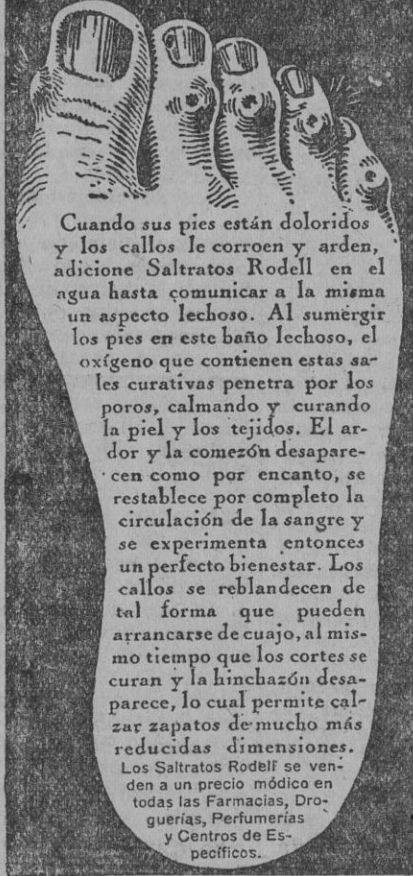 Cuando sus pies están doloridos
y los callos le corroen y arden,
adicione Saltratos Rodell en el
agua hasta comunicar a la misma
un aspecto lechoso. Al sumergir
los pies en este baño lechoso, el
oxígeno que contienen estas sa-
les curativas penetra por los
poros, calmando y curando
la piel y los tejidos. El ar-
dor y la comezón desapare-
cen como por encanto, se
restablece por completo la
circulación de la sangre y
se experimenta entonces
un perfecto bienestar. Los
callos se reblandecen de
tal forma que pueden
arrancarse de cuajo, al mis-
mo tiempo que los cortes se
curan y la hinchazón desa-
parece, lo cual permite cal-
zar zapatos de mucho más
reducidas dimensiones.
Los Saltratos Rodell se ven-
den a un precio módico en
todas las Farmacias, Dro-
guerías, Perfumerías
y Centros de Es-
pecíficos.